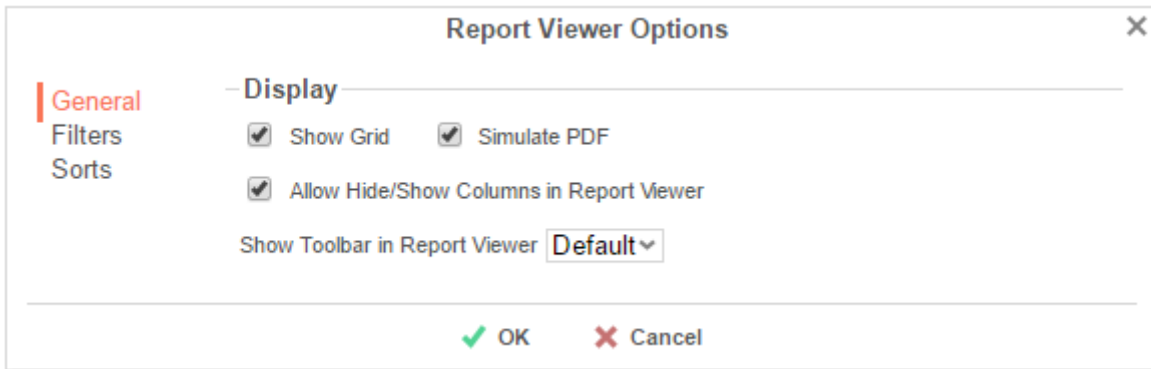 Report Viewer Options
General
Filters
Sorts
Display
Show Grid Simulate PDF
Allow Hide/Show Columns in Report Viewer
Show Toolbar in Report Viewer Default
OK Cancel